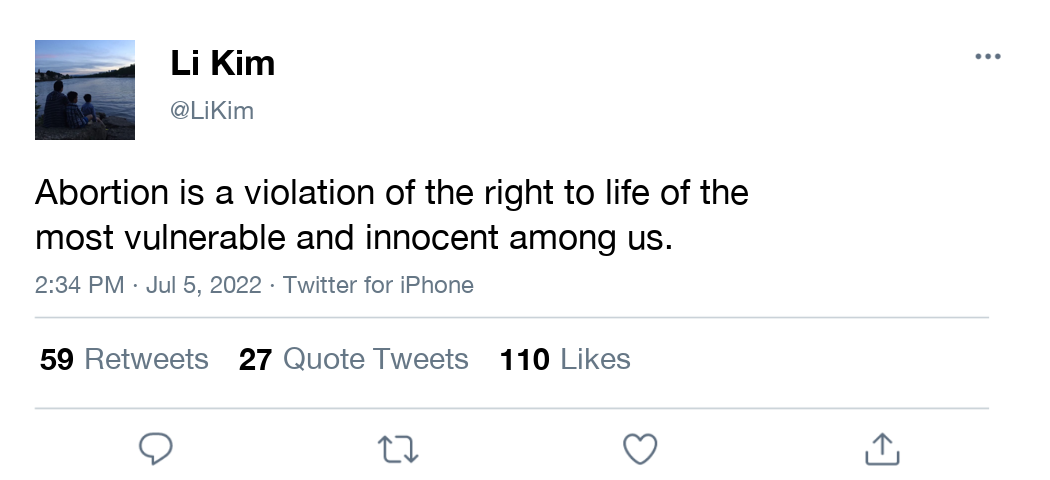 Li Kim
@LiKim
Abortion is a violation of the right to life of the
most vulnerable and innocent among us.
2:34 PM · Jul 5, 2022 · Twitter for iPhone
59 Retweets 27 Quote Tweets 110 Likes